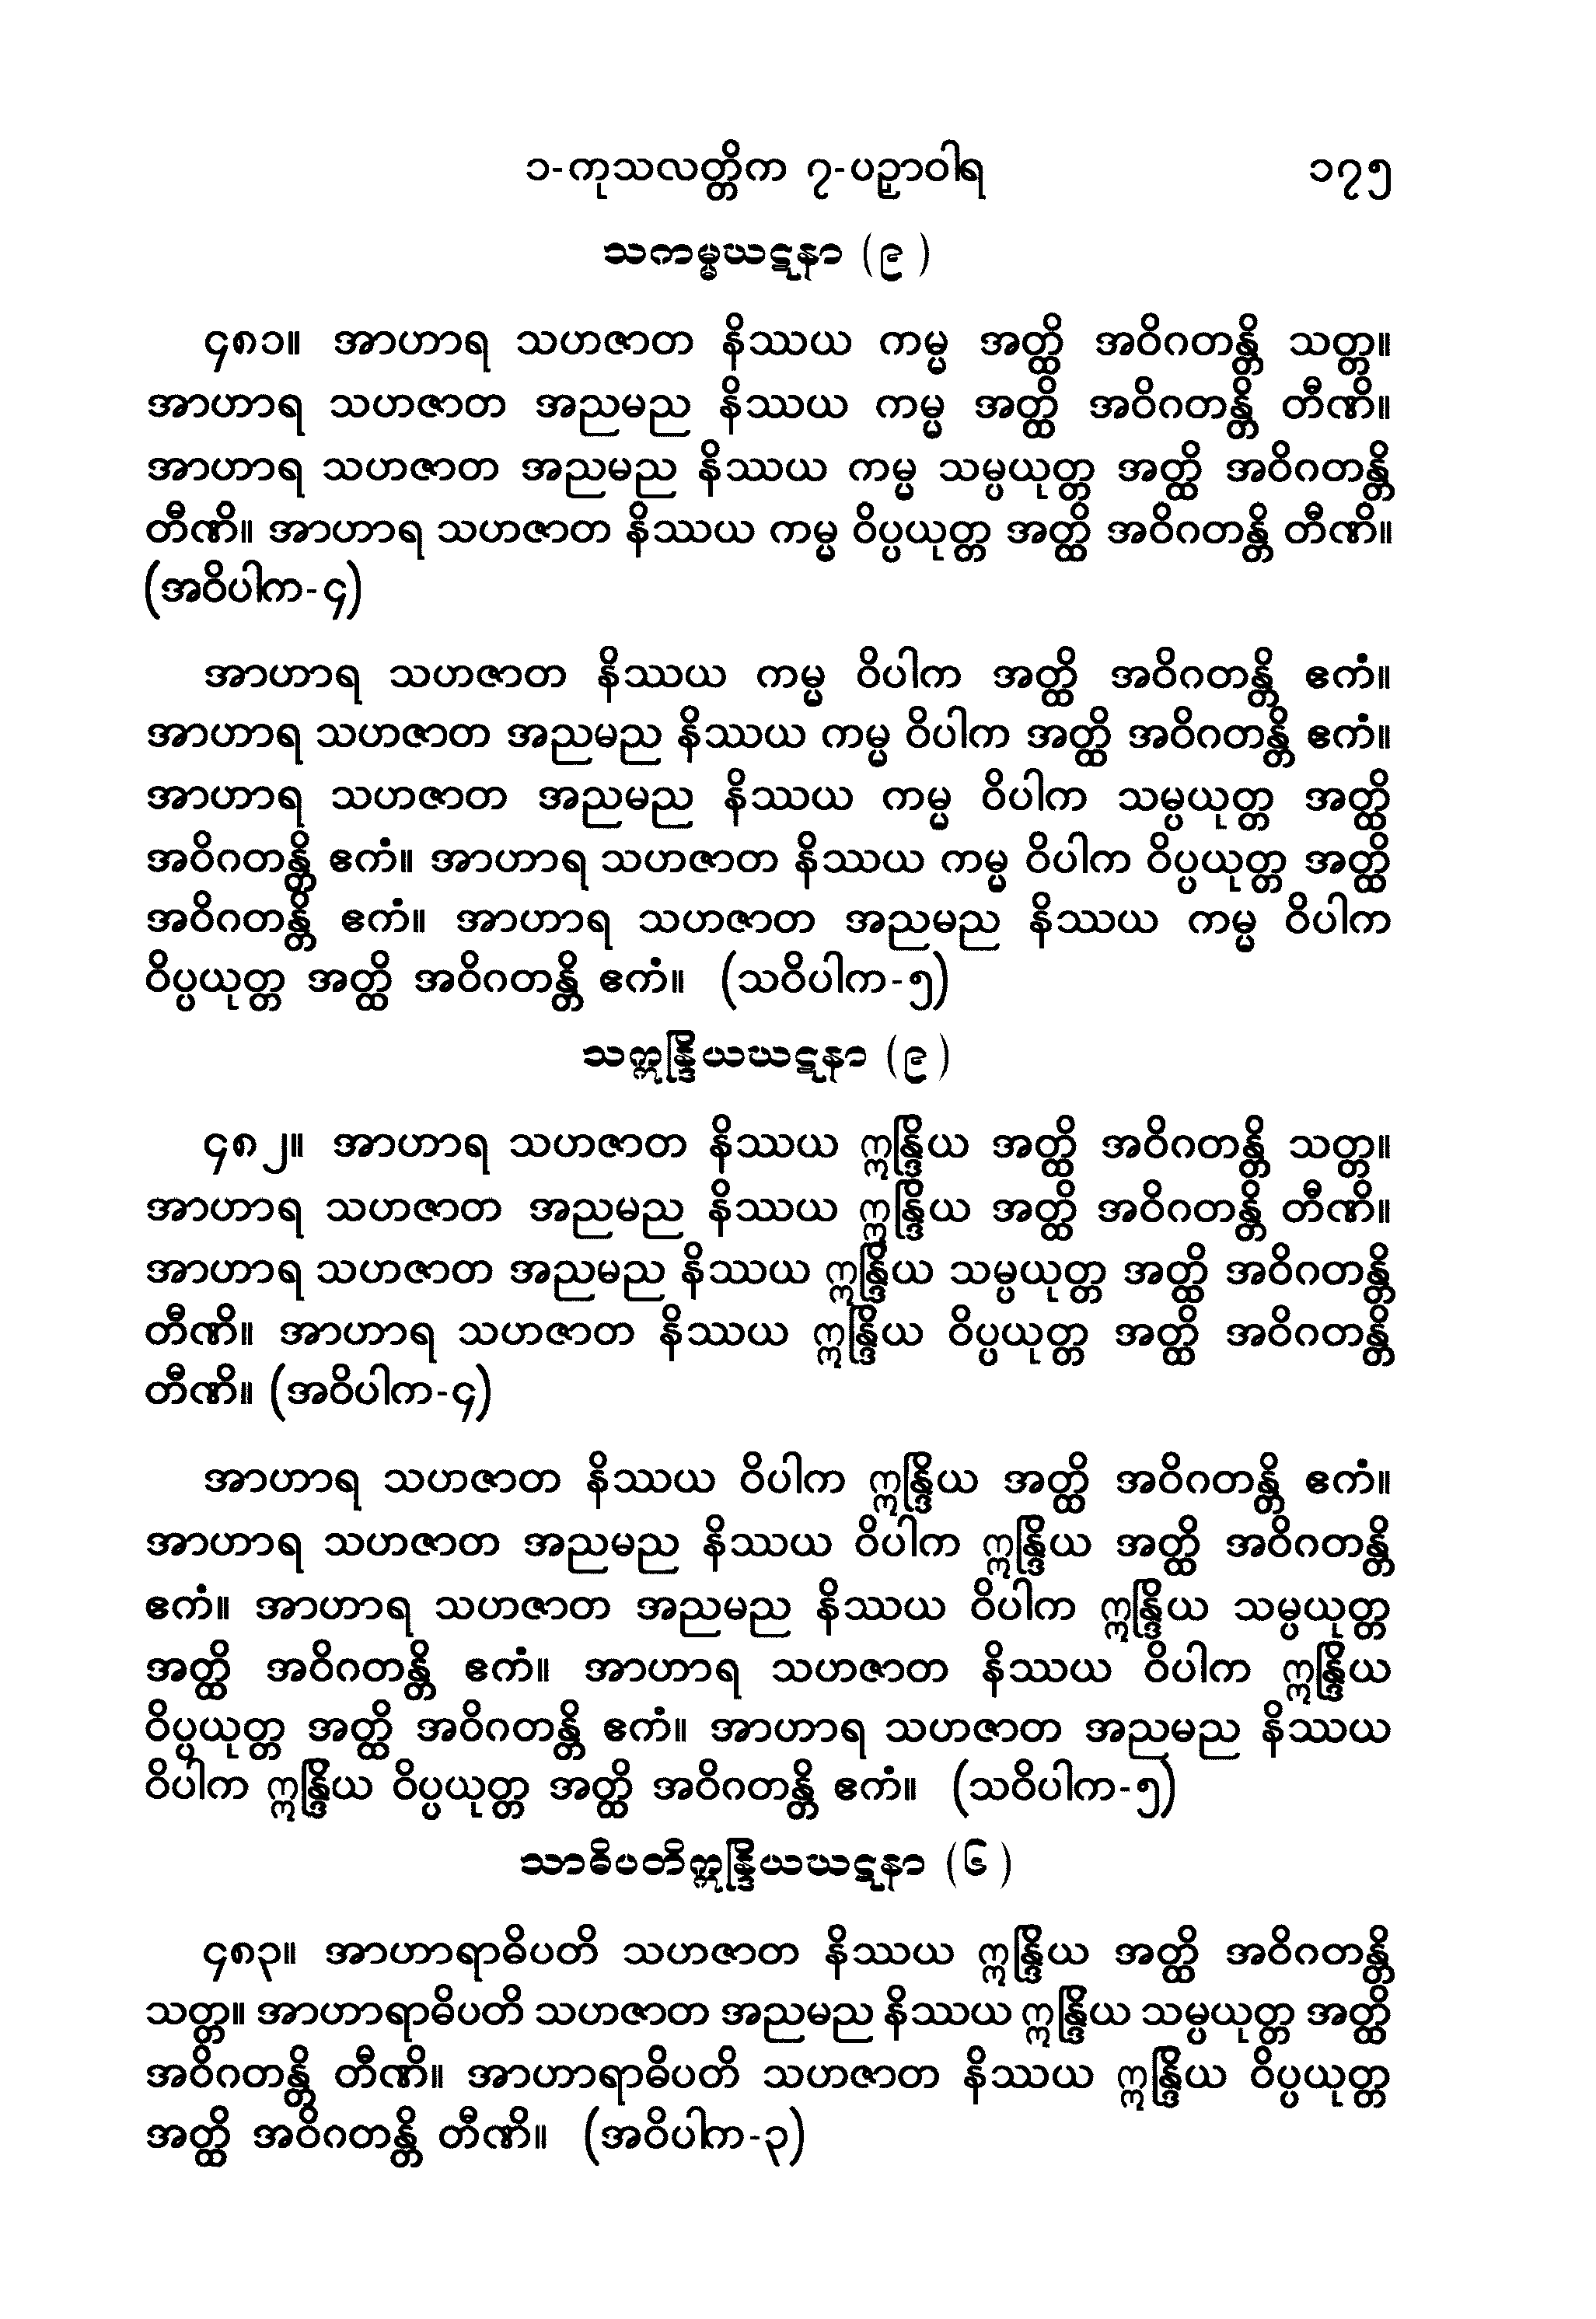 ၁-ကုသလတ္တိက ၇-ပဉှာဝါရ ၁၇၅
သကမ္မဃဋနာ (၉)
၄၈၁။ အာဟာရ သဟဇာတ နိဿယ ကမ္မ အတ္ထိ အဝိဂတန္တိ သတ္တ။
အာဟာရ သဟဇာတ အညမည နိဿယ ကမ္မ အတ္ထိ အဝိဂတန္တိ တီဏိ။
အာဟာရ သဟဇာတ အညမည နိဿယ ကမ္မ သမ္ပယုတ္တ အတ္ထိ အဝိဂတန္တိ
တီဏိ။ အာဟာရ သဟဇာတ နိဿယ ကမ္မ ဝိပ္ပယုတ္တ အတ္ထိ အဝိဂတန္တိ တီဏိ။
(အဝိပါက-၄)
အာဟာရ သဟဇာတ နိဿယ ကမ္မ ဝိပါက အတ္ထိ အဝိဂတန္တိ ဧကံ။
အာဟာရ သဟဇာတ အညမည နိဿယ ကမ္မ ဝိပါက အတ္ထိ အဝိဂတန္တိ ဧကံ။
အာဟာရ သဟဇာတ အညမည နိဿယ ကမ္မ ဝိပါက သမ္ပယုတ္တ အတ္ထိ
အဝိဂတန္တိ ဧကံ။ အာဟာရ သဟဇာတ နိဿယ ကမ္မ ဝိပါက ဝိပ္ပယုတ္တ အတ္ထိ
အဝိဂတန္တိ ဧကံ။ အာဟာရ သဟဇာတ အညမည နိဿယ ကမ္မ ဝိပါက
ဝိပ္ပယုတ္တ အတ္ထိ အဝိဂတန္တိ ဧကံ။ (သဝိပါက-၅)
သဣန္ဒြိယဃဋနာ (၉)
၄၈၂။ အာဟာရ သဟဇာတ နိဿယ ဣန္ဒြိယ အတ္ထိ အဝိဂတန္တိ သတ္တ။
အာဟာရ သဟဇာတ အညမည နိဿယ ဣန္ဒြိယ အတ္ထိ အဝိဂတန္တိ တီဏိ။
အာဟာရ သဟဇာတ အညမည နိဿယ ဣန္ဒြိယ သမ္ပယုတ္တ အတ္ထိ အဝိဂတန္တိ
တီဏိ။ အာဟာရ သဟဇာတ နိဿယ ဣန္ဒြိယ ဝိပ္ပယုတ္တ အတ္ထိ အဝိဂတန္တိ
တီဏိ။ (အဝိပါက-၄)
အာဟာရ သဟဇာတ နိဿယ ဝိပါက ဣန္ဒြိယ အတ္ထိ အဝိဂတန္တိ ဧကံ။
အာဟာရ သဟဇာတ အညမည နိဿယ ဝိပါက ဣန္ဒြိယ အတ္ထိ အဝိဂတန္တိ
ဧကံ။ အာဟာရ သဟဇာတ အညမည နိဿယ ဝိပါက ဣန္ဒြိယ သမ္ပယုတ္တ
အတ္ထိ အဝိဂတန္တိ ဧကံ။ အာဟာရ သဟဇာတ နိဿယ ဝိပါက ဣန္ဒြိယ
ဝိပ္ပယုတ္တ အတ္ထိ အဝိဂတန္တိ ဧကံ။ အာဟာရ သဟဇာတ အညမည နိဿယ
ဝိပါက ဣန္ဒြိယ ဝိပ္ပယုတ္တ အတ္ထိ အဝိဂတန္တိ ဧကံ။ (သဝိပါက-၅)
သာဓိပတိဣန္ဒြိယဃဋနာ (၆)
၄၈၃။ အာဟာရာဓိပတိ သဟဇာတ နိဿယ ဣန္ဒြိယ အတ္ထိ အဝိဂတန္တိ
သတ္တ။ အာဟာရာဓိပတိ သဟဇာတ အညမည နိဿယ ဣန္ဒြိယ သမ္ပယုတ္တ အတ္ထိ
အဝိဂတန္တိ တီဏိ။ အာဟာရာဓိပတိ သဟဇာတ နိဿယ ဣန္ဒြိယ ဝိပ္ပယုတ္တ
အတ္ထိ အဝိဂတန္တိ တီဏိ။ (အဝိပါက-၃)